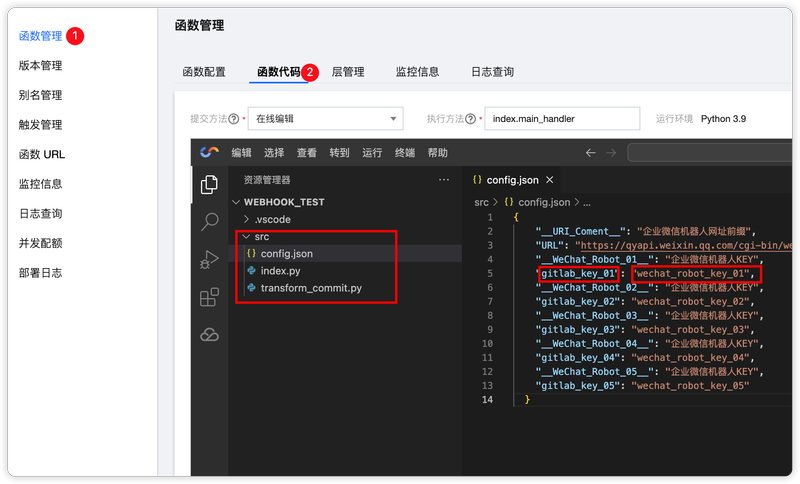 函数管理 1
版本管理
别名管理
触发管理
函数 URL
监控信息
日志查询
并发配额
部署日志
函数管理
函数配置 函数代码 2 层管理 监控信息 日志查询
提交方法 * 在线编辑 执行方法 * index.main_handler 运行环境 Python 3.9
编辑 选择 查看 转到 运行 终端 帮助
资源管理器 ...
WEBHOOK_TEST
.vscode
src
config.json
index.py
transform_commit.py
{} config.json ×
src > {} config.json > ...
1 {
2 "__URI_Coment__": "企业微信机器人网址前缀",
3 "URL": "https://qyapi.weixin.qq.com/cgi-bin/we
4 "__WeChat_Robot_01__": "企业微信机器人KEY",
5 "gitlab_key_01": "wechat_robot_key_01",
6 "__WeChat_Robot_02__": "企业微信机器人KEY",
7 "gitlab_key_02": "wechat_robot_key_02",
8 "__WeChat_Robot_03__": "企业微信机器人KEY",
9 "gitlab_key_03": "wechat_robot_key_03",
10 "__WeChat_Robot_04__": "企业微信机器人KEY",
11 "gitlab_key_04": "wechat_robot_key_04",
12 "__WeChat_Robot_05__": "企业微信机器人KEY",
13 "gitlab_key_05": "wechat_robot_key_05"
14 }